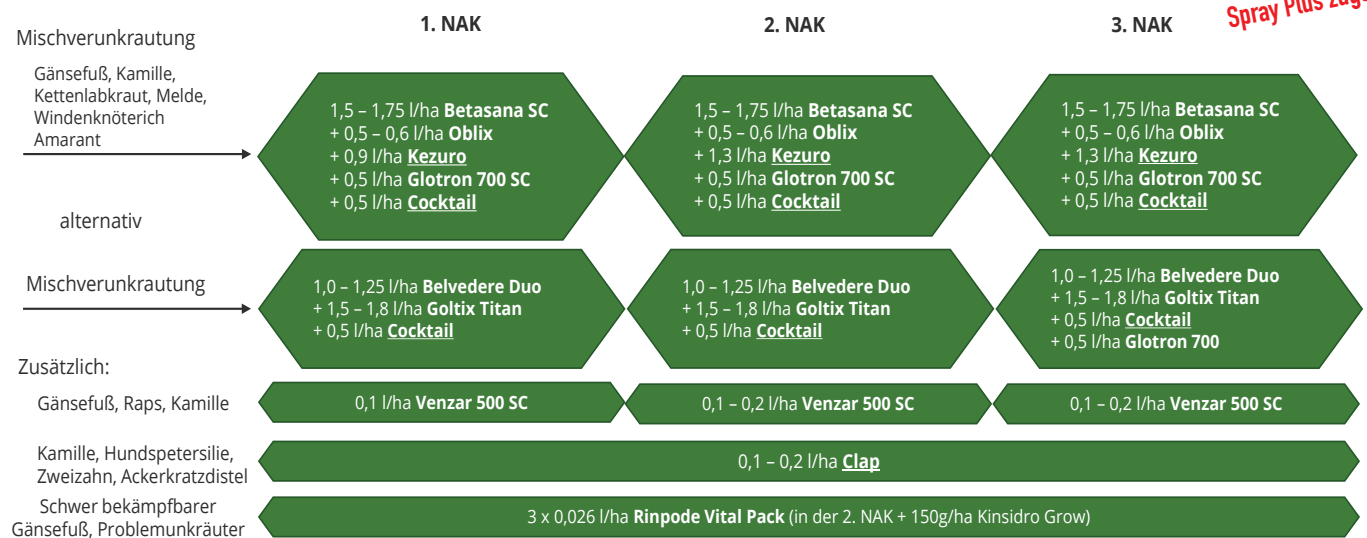 1. NAK
2. NAK
3. NAK
Spray Plus
Mischverunkrautung
Gänsefuß, Kamille,
Kettenlabkraut, Melde,
Windenknöterich
Amarant
1,5 – 1,75 l/ha Betasana SC
+ 0,5 – 0,6 l/ha Oblix
+ 0,9 l/ha Kezuro
+ 0,5 l/ha Glotron 700 SC
+ 0,5 l/ha Cocktail
1,5 – 1,75 l/ha Betasana SC
+ 0,5 – 0,6 l/ha Oblix
+ 1,3 l/ha Kezuro
+ 0,5 l/ha Glotron 700 SC
+ 0,5 l/ha Cocktail
1,5 – 1,75 l/ha Betasana SC
+ 0,5 – 0,6 l/ha Oblix
+ 1,3 l/ha Kezuro
+ 0,5 l/ha Glotron 700 SC
+ 0,5 l/ha Cocktail
alternativ
Mischverunkrautung
1,0 – 1,25 l/ha Belvedere Duo
+ 1,5 – 1,8 l/ha Goltix Titan
+ 0,5 l/ha Cocktail
1,0 – 1,25 l/ha Belvedere Duo
+ 1,5 – 1,8 l/ha Goltix Titan
+ 0,5 l/ha Cocktail
1,0 – 1,25 l/ha Belvedere Duo
+ 1,5 – 1,8 l/ha Goltix Titan
+ 0,5 l/ha Cocktail
+ 0,5 l/ha Glotron 700
Zusätzlich:
Gänsefuß, Raps, Kamille
0,1 l/ha Venzar 500 SC
0,1 – 0,2 l/ha Venzar 500 SC
0,1 – 0,2 l/ha Venzar 500 SC
Kamille, Hundspetersilie,
Zweizahn, Ackerkratzdistel
0,1 – 0,2 l/ha Clap
Schwer bekämpfbarer
Gänsefuß, Problemunkräuter
3 x 0,026 l/ha Rinpode Vital Pack (in der 2. NAK + 150g/ha Kinsidro Grow)